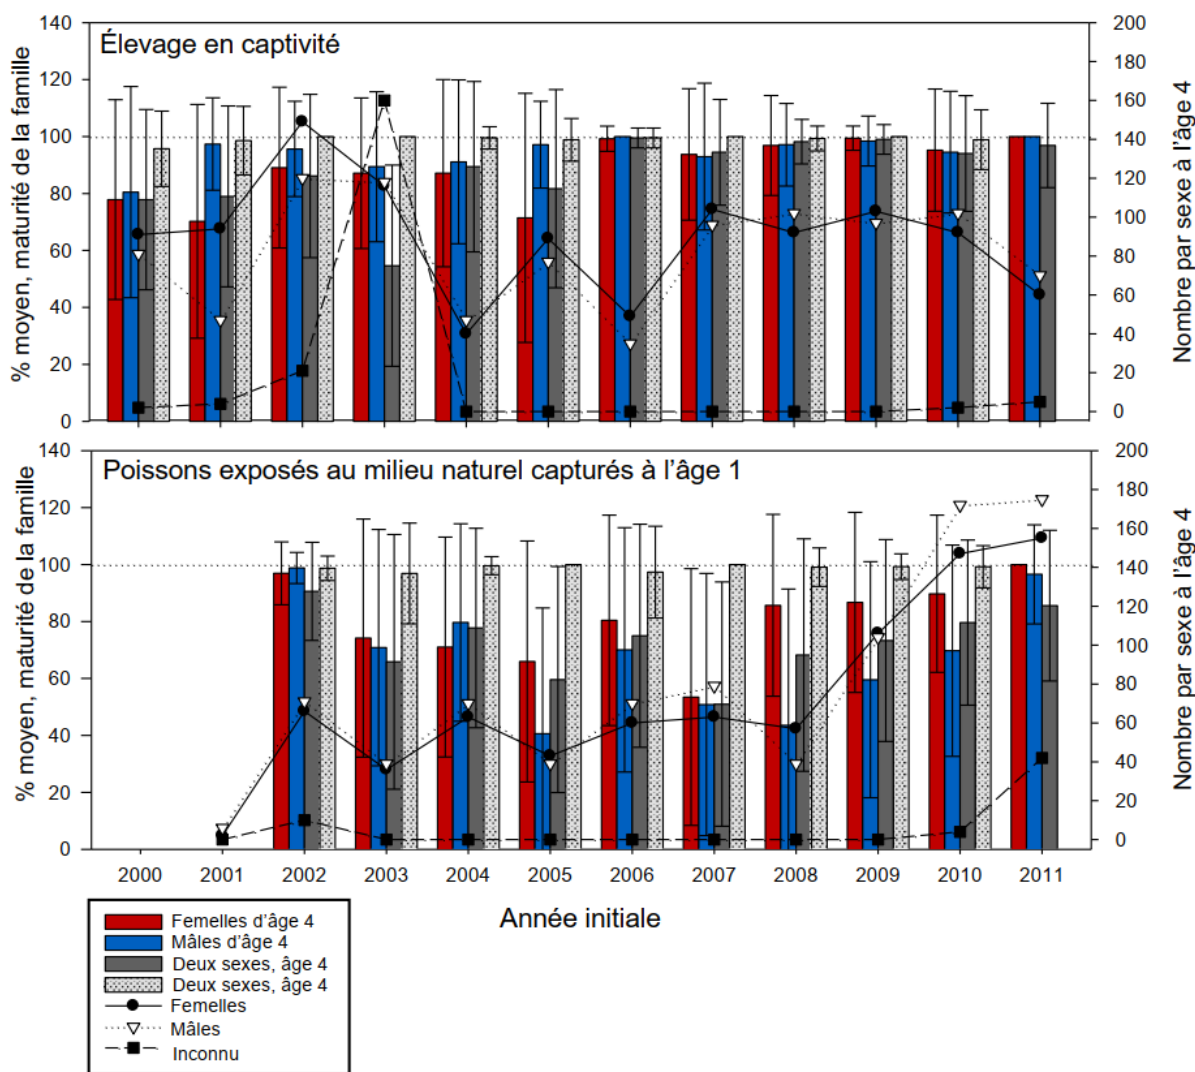 Élevage en captivité
% moyen, maturité de la famille
140
120
100
80
60
40
20
0
200
180
160
140
120
100
80
60
40
20
0
Nombre par sexe à l'âge 4
Poissons exposés au milieu naturel capturés à l'âge 1
% moyen, maturité de la famille
140
120
100
80
60
40
20
0
200
180
160
140
120
100
80
60
40
20
0
Nombre par sexe à l'âge 4
2000 2001 2002 2003 2004 2005 2006 2007 2008 2009 2010 2011
Année initiale
Femelles d'âge 4
Mâles d'âge 4
Deux sexes, âge 4
Deux sexes, âge 4
Femelles
Mâles
Inconnu